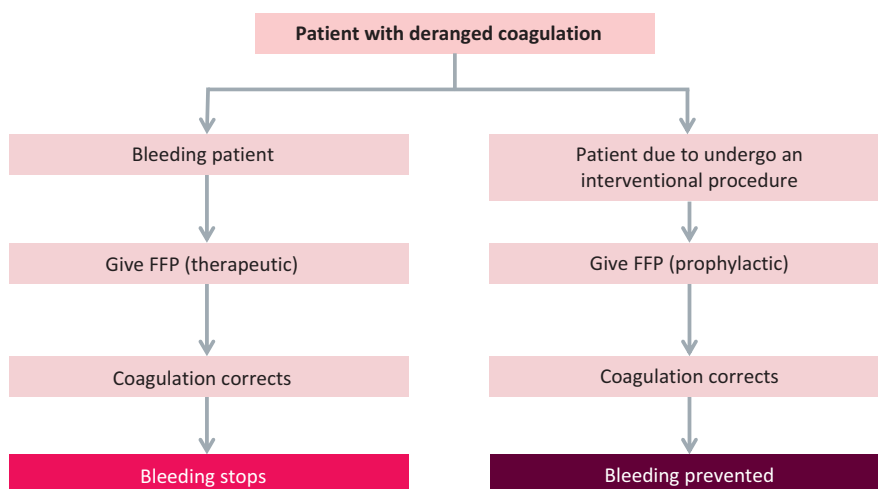 Patient with deranged coagulation
Bleeding patient
Patient due to undergo an
interventional procedure
Give FFP (therapeutic)
Give FFP (prophylactic)
Coagulation corrects
Coagulation corrects
Bleeding stops
Bleeding prevented